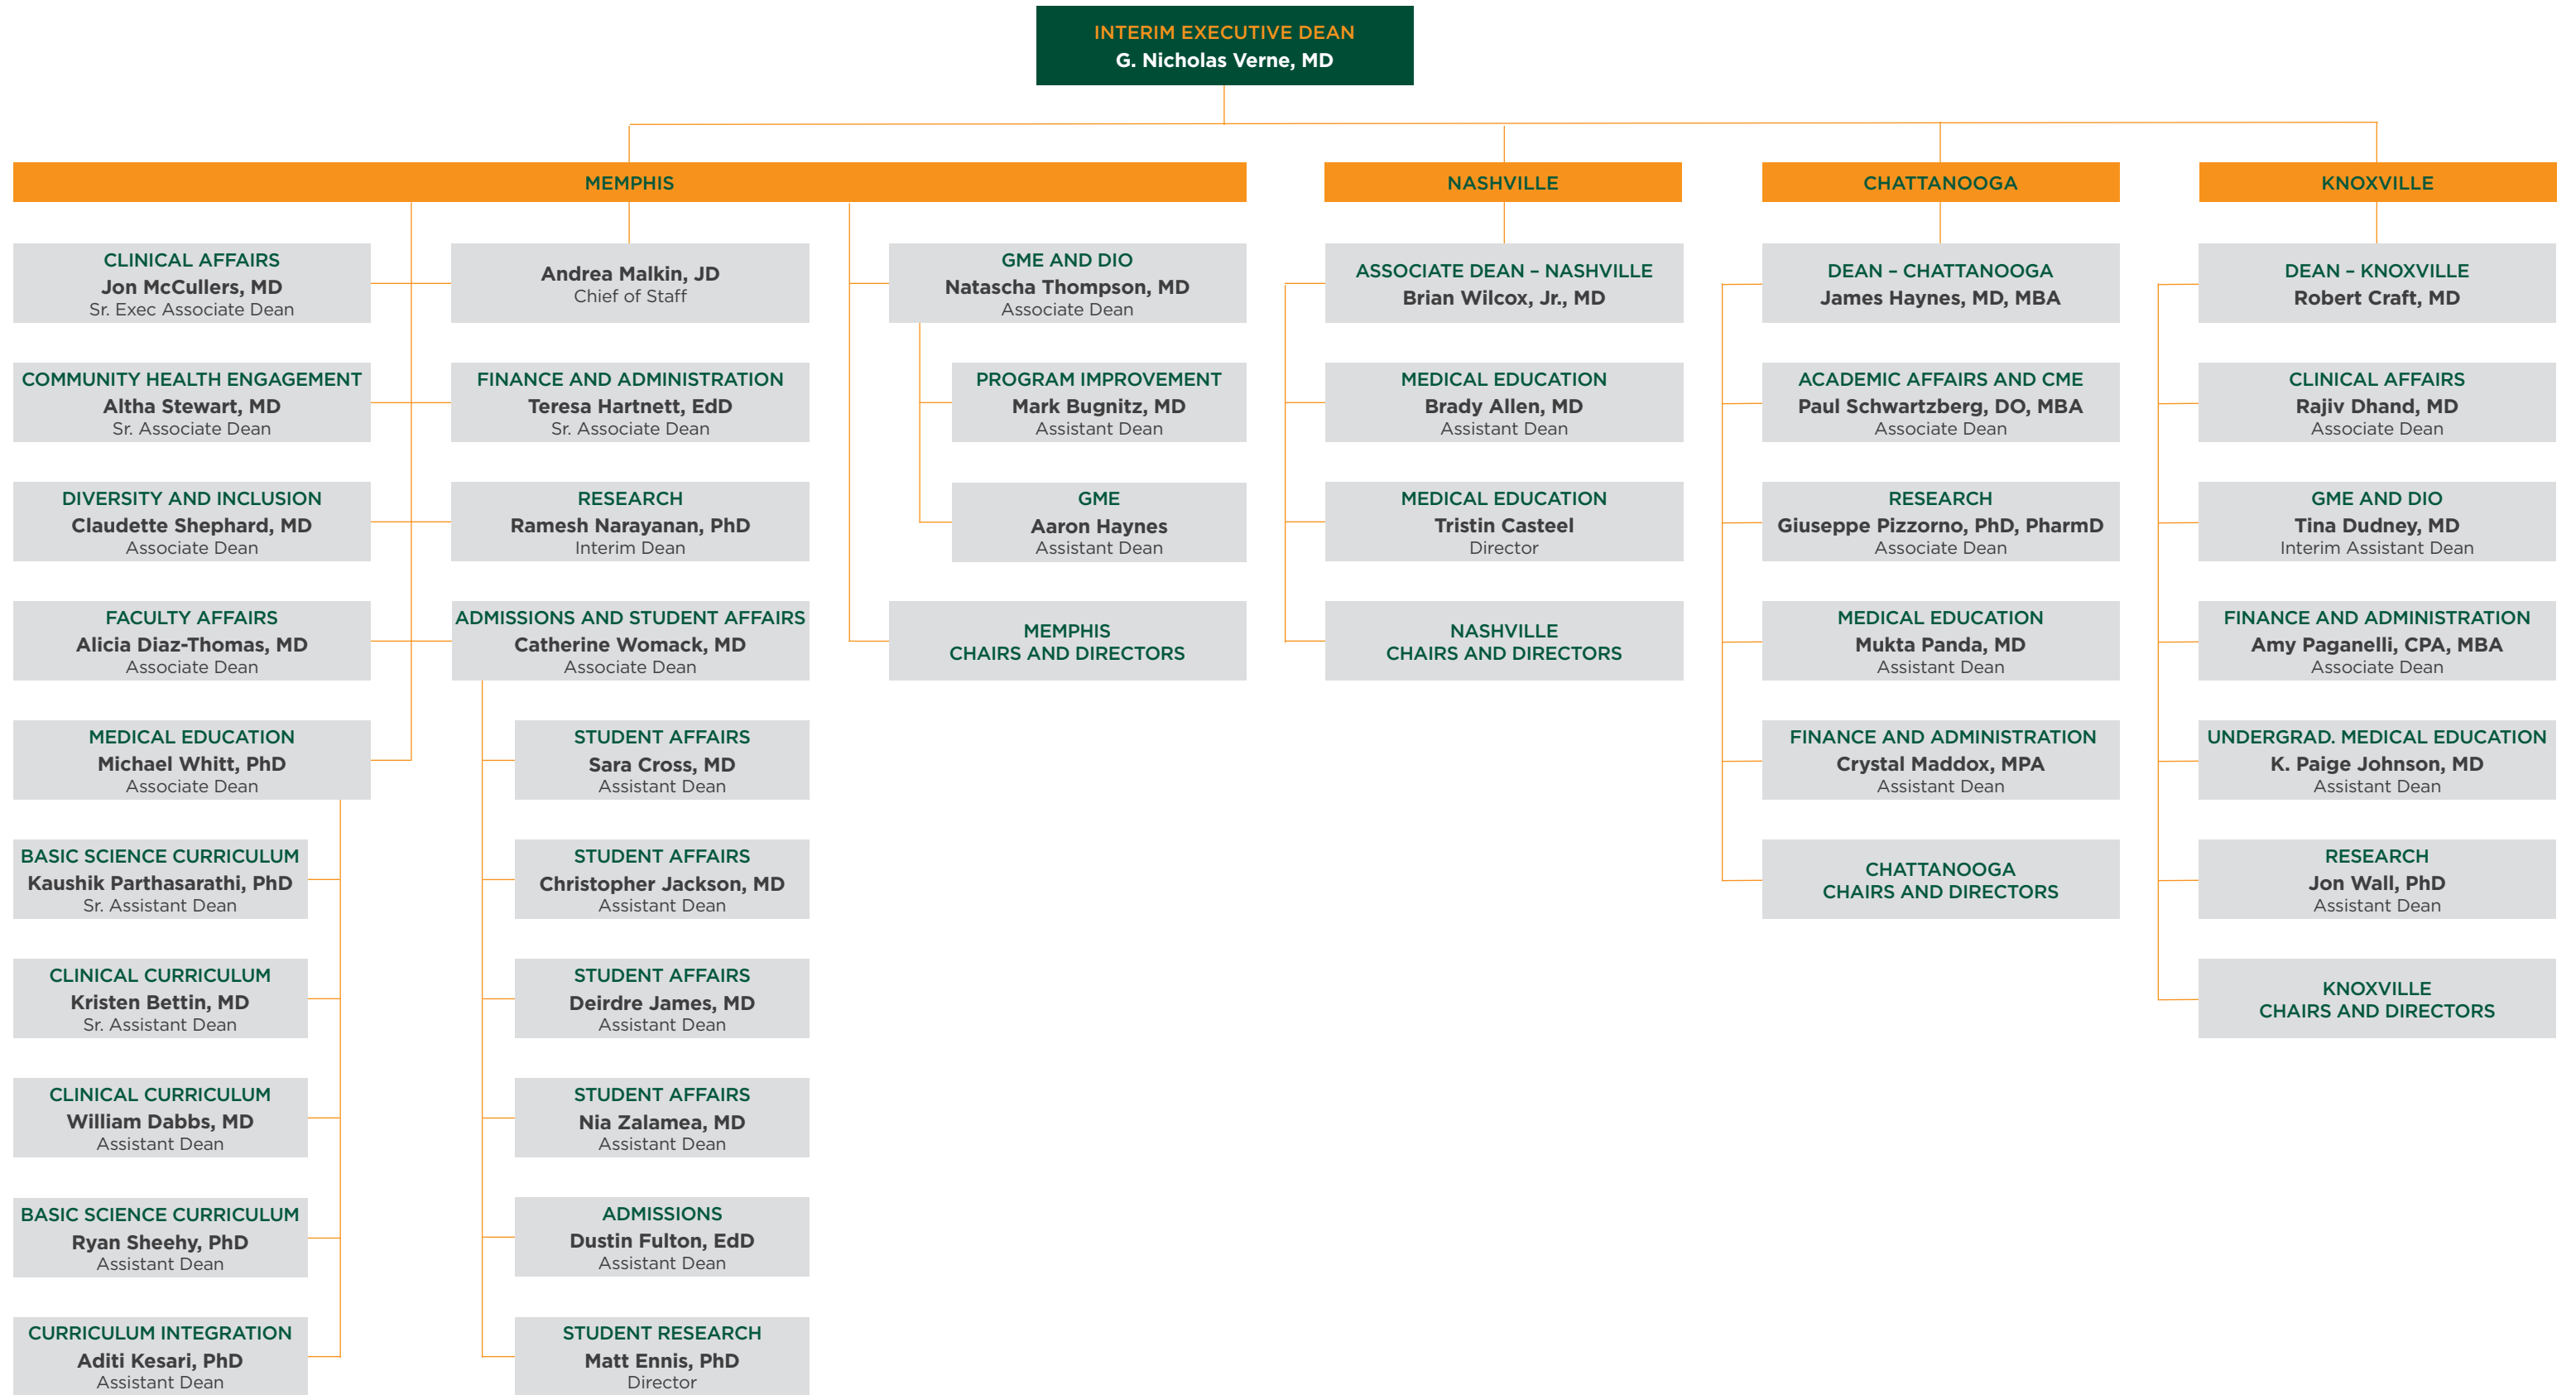 INTERIM EXECUTIVE DEAN
G. Nicholas Verne, MD
MEMPHIS
CLINICAL AFFAIRS
Jon McCullers, MD
Sr. Exec Associate Dean
COMMUNITY HEALTH ENGAGEMENT
Altha Stewart, MD
Sr. Associate Dean
DIVERSITY AND INCLUSION
Claudette Shephard, MD
Associate Dean
FACULTY AFFAIRS
Alicia Diaz-Thomas, MD
Associate Dean
MEDICAL EDUCATION
Michael Whitt, PhD
Associate Dean
BASIC SCIENCE CURRICULUM
Kaushik Parthasarathi, PhD
Sr. Assistant Dean
CLINICAL CURRICULUM
Kristen Bettin, MD
Sr. Assistant Dean
CLINICAL CURRICULUM
William Dabbs, MD
Assistant Dean
BASIC SCIENCE CURRICULUM
Ryan Sheehy, PhD
Assistant Dean
CURRICULUM INTEGRATION
Aditi Kesari, PhD
Assistant Dean
Andrea Malkin, JD
Chief of Staff
FINANCE AND ADMINISTRATION
Teresa Hartnett, EdD
Sr. Associate Dean
RESEARCH
Ramesh Narayanan, PhD
Interim Dean
ADMISSIONS AND STUDENT AFFAIRS
Catherine Womack, MD
Associate Dean
STUDENT AFFAIRS
Sara Cross, MD
Assistant Dean
STUDENT AFFAIRS
Christopher Jackson, MD
Assistant Dean
STUDENT AFFAIRS
Deirdre James, MD
Assistant Dean
STUDENT AFFAIRS
Nia Zalamea, MD
Assistant Dean
ADMISSIONS
Dustin Fulton, EdD
Assistant Dean
STUDENT RESEARCH
Matt Ennis, PhD
Director
GME AND DIO
Natascha Thompson, MD
Associate Dean
PROGRAM IMPROVEMENT
Mark Bugnitz, MD
Assistant Dean
GME
Aaron Haynes
Assistant Dean
MEMPHIS
CHAIRS AND DIRECTORS
NASHVILLE
ASSOCIATE DEAN – NASHVILLE
Brian Wilcox, Jr., MD
MEDICAL EDUCATION
Brady Allen, MD
Assistant Dean
MEDICAL EDUCATION
Tristin Casteel
Director
NASHVILLE
CHAIRS AND DIRECTORS
CHATTANOOGA
DEAN – CHATTANOOGA
James Haynes, MD, MBA
ACADEMIC AFFAIRS AND CME
Paul Schwartzberg, DO, MBA
Associate Dean
RESEARCH
Giuseppe Pizzorno, PhD, PharmD
Associate Dean
MEDICAL EDUCATION
Mukta Panda, MD
Assistant Dean
FINANCE AND ADMINISTRATION
Crystal Maddox, MPA
Assistant Dean
CHATTANOOGA
CHAIRS AND DIRECTORS
KNOXVILLE
DEAN – KNOXVILLE
Robert Craft, MD
CLINICAL AFFAIRS
Rajiv Dhand, MD
Associate Dean
GME AND DIO
Tina Dudney, MD
Interim Assistant Dean
FINANCE AND ADMINISTRATION
Amy Paganelli, CPA, MBA
Associate Dean
UNDERGRAD. MEDICAL EDUCATION
K. Paige Johnson, MD
Assistant Dean
RESEARCH
Jon Wall, PhD
Assistant Dean
KNOXVILLE
CHAIRS AND DIRECTORS